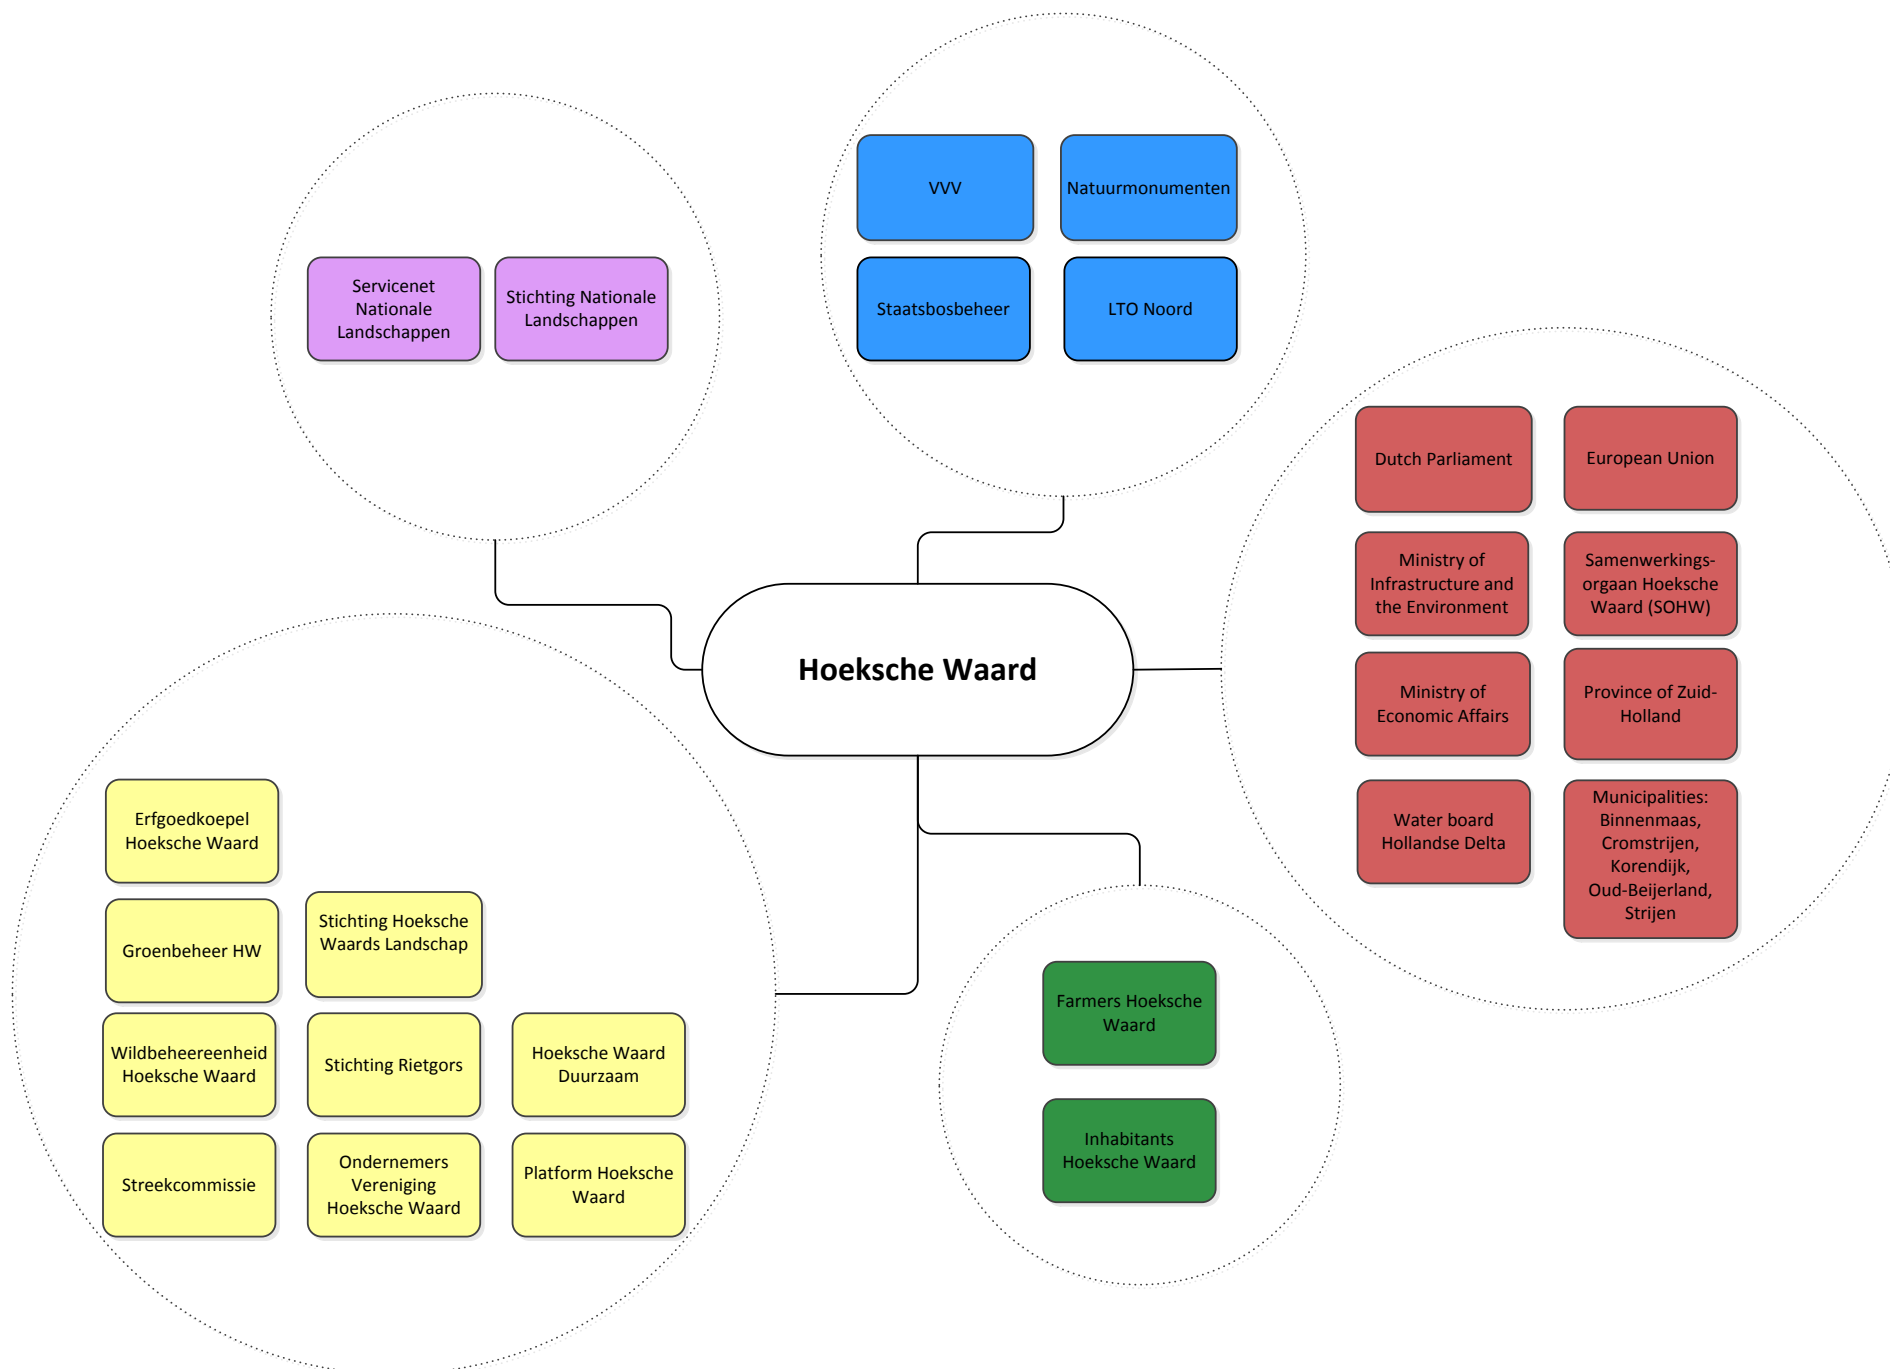 VVV
Natuurmonumenten
Staatsbosbeheer
LTO Noord
Servicenet
Nationale
Landschappen
Stichting Nationale
Landschappen
Dutch Parliament
European Union
Ministry of
Infrastructure and
the Environment
Samenwerkings-
orgaan Hoeksche
Waard (SOHW)
Ministry of
Economic Affairs
Province of Zuid-
Holland
Water board
Hollandse Delta
Municipalities:
Binnenmaas,
Cromstrijen,
Korendijk,
Oud-Beijerland,
Strijen
Hoeksche Waard
Erfgoedkoepel
Hoeksche Waard
Groenbeheer HW
Stichting Hoeksche
Waards Landschap
Wildbeheereenheid
Hoeksche Waard
Stichting Rietgors
Hoeksche Waard
Duurzaam
Streekcommissie
Ondernemers
Vereniging
Hoeksche Waard
Platform Hoeksche
Waard
Farmers Hoeksche
Waard
Inhabitants
Hoeksche Waard